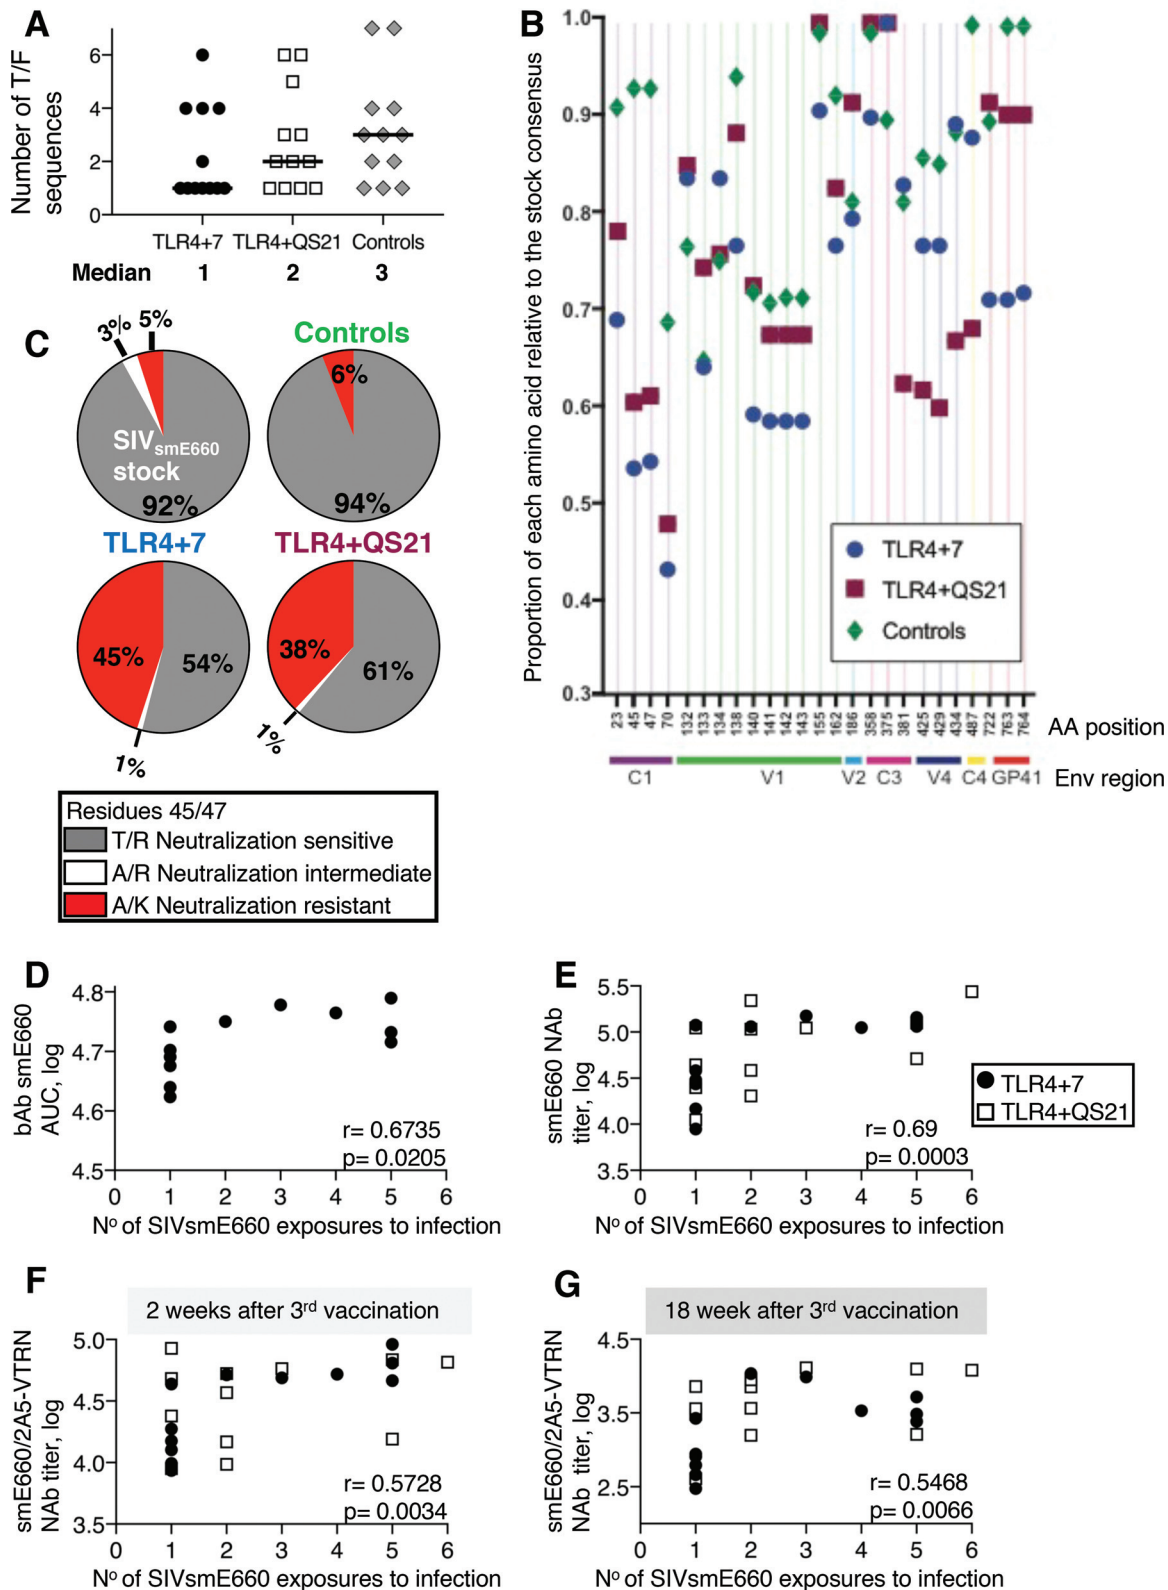 A
Number of T/F
sequences
6
4
2
0
TLR4+7 TLR4+QS21 Controls
Median 1 2 3
B
Proportion of each amino acid relative to the stock consensus
1.0
0.9
0.8
0.7
0.6
0.5
0.4
0.3
TLR4+7
TLR4+QS21
Controls
23 45 47 70 132 133 134 138 140 141 142 143 155 162 186 358 375 381 425 429 434 487 722 763 764
AA position
C1 V1 V2 C3 V4 C4 GP41
Env region
C
3% 5%
SIVsmE660
stock
92%
Controls
6%
94%
TLR4+7
45% 54%
1%
TLR4+QS21
38% 61%
1%
Residues 45/47
T/R Neutralization sensitive
A/R Neutralization intermediate
A/K Neutralization resistant
D
bAb smE660
AUC, log
4.8
4.7
4.6
4.5
r= 0.6735
p= 0.0205
0 1 2 3 4 5 6
Nº of SIVsmE660 exposures to infection
E
smE660 NAb
titer, log
5.5
5.0
4.5
4.0
3.5
r= 0.69
p= 0.0003
0 1 2 3 4 5 6
Nº of SIVsmE660 exposures to infection
TLR4+7
TLR4+QS21
F
2 weeks after 3rd vaccination
smE660/2A5-VTRN
NAb titer, log
5.0
4.5
4.0
3.5
r= 0.5728
p= 0.0034
0 1 2 3 4 5 6
Nº of SIVsmE660 exposures to infection
G
18 week after 3rd vaccination
smE660/2A5-VTRN
NAb titer, log
4.5
3.5
2.5
r= 0.5468
p= 0.0066
0 1 2 3 4 5 6
Nº of SIVsmE660 exposures to infection